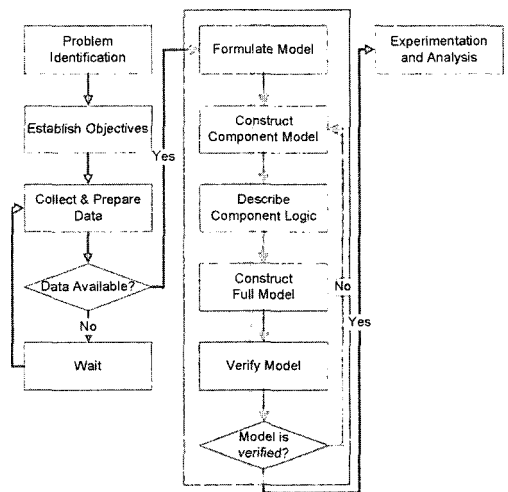 Problem
Identification
Establish Objectives
Collect & Prepare
Data
Data Available?
No
Wait
Yes
Formulate Model
Construct
Component Model
Describe
Component Logic
Construct
Full Model
Verify Model
Model is
verified?
No
Yes
Experimentation
and Analysis